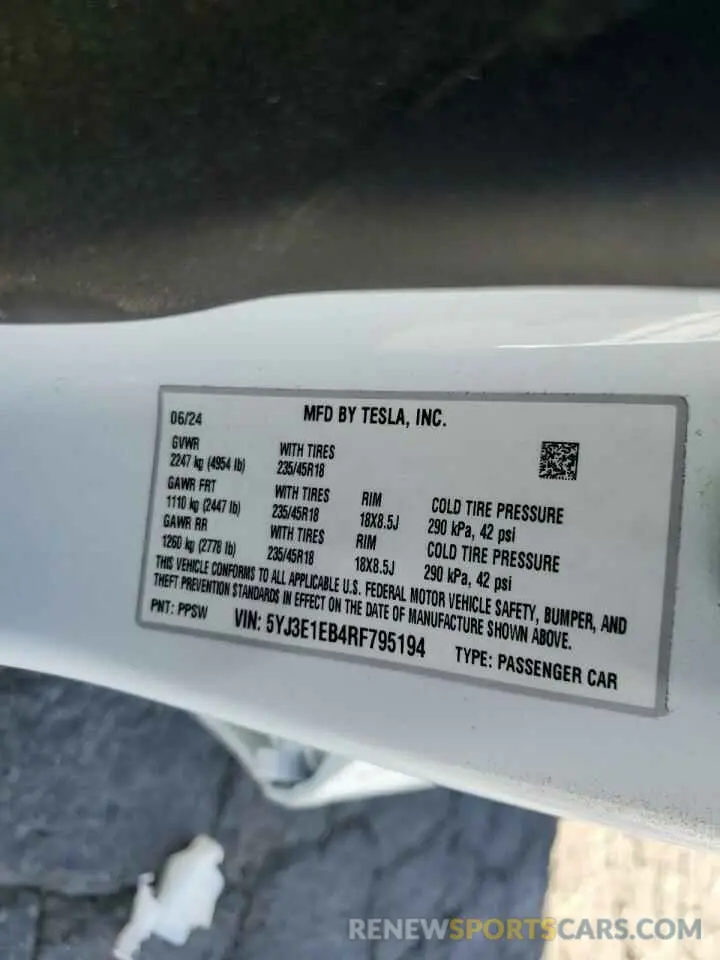 06/24 MFD BY TESLA, INC.
GVWR WITH TIRES
2247 kg (4954 lb) 235/45R18
GAWR FRT WITH TIRES RIM COLD TIRE PRESSURE
1110 kg (2447 lb) 235/45R18 18X8.5J 290 kPa, 42 psi
GAWR RR WITH TIRES RIM COLD TIRE PRESSURE
1260 kg (2778 lb) 235/45R18 18X8.5J 290 kPa, 42 psi
THIS VEHICLE CONFORMS TO ALL APPLICABLE U.S. FEDERAL MOTOR VEHICLE SAFETY, BUMPER, AND
THEFT PREVENTION STANDARDS IN EFFECT ON THE DATE OF MANUFACTURE SHOWN ABOVE.
PNT: PPSW VIN: 5YJ3E1EB4RF795194 TYPE: PASSENGER CAR
RENEWSPORTSCARS.COM